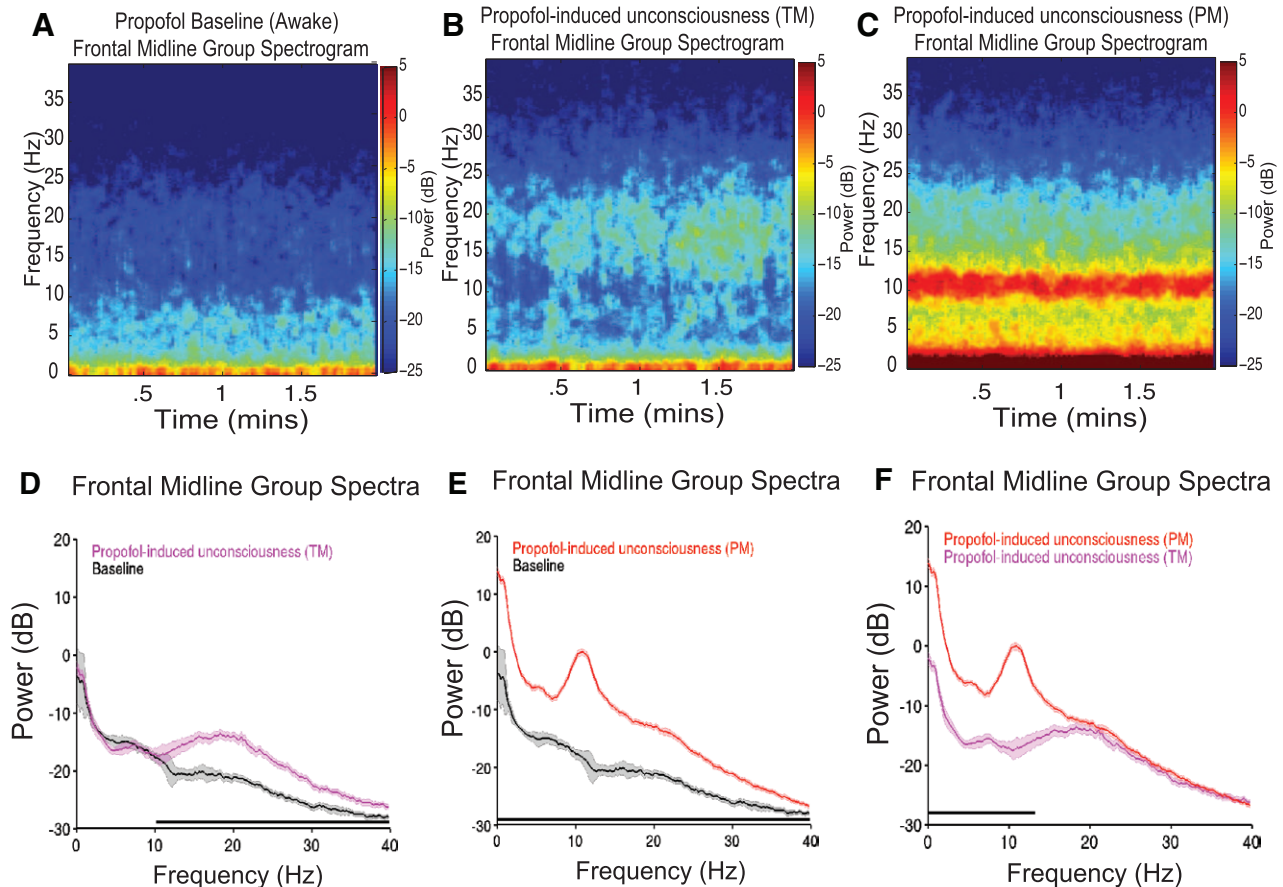 A
Propofol Baseline (Awake)
Frontal Midline Group Spectrogram
Frequency (Hz)
35
30
25
20
15
10
5
0
.5
1
1.5
Time (mins)
5
0
−5
−10
−15
−20
−25
Power (dB)
B
Propofol-induced unconsciousness (TM)
Frontal Midline Group Spectrogram
Frequency (Hz)
35
30
25
20
15
10
5
0
.5
1
1.5
Time (mins)
5
0
−5
−10
−15
−20
−25
Power (dB)
C
Propofol-induced unconsciousness (PM)
Frontal Midline Group Spectrogram
Frequency (Hz)
35
30
25
20
15
10
5
0
.5
1
1.5
Time (mins)
5
0
−5
−10
−15
−20
−25
Power (dB)
D
Frontal Midline Group Spectra
Propofol-induced unconsciousness (TM)
Baseline
Power (dB)
20
10
0
-10
-20
-30
0
10
20
30
40
Frequency (Hz)
E
Frontal Midline Group Spectra
Propofol-induced unconsciousness (PM)
Baseline
Power (dB)
20
10
0
-10
-20
-30
0
10
20
30
40
Frequency (Hz)
F
Frontal Midline Group Spectra
Propofol-induced unconsciousness (PM)
Propofol-induced unconsciousness (TM)
Power (dB)
20
10
0
-10
-20
-30
0
10
20
30
40
Frequency (Hz)